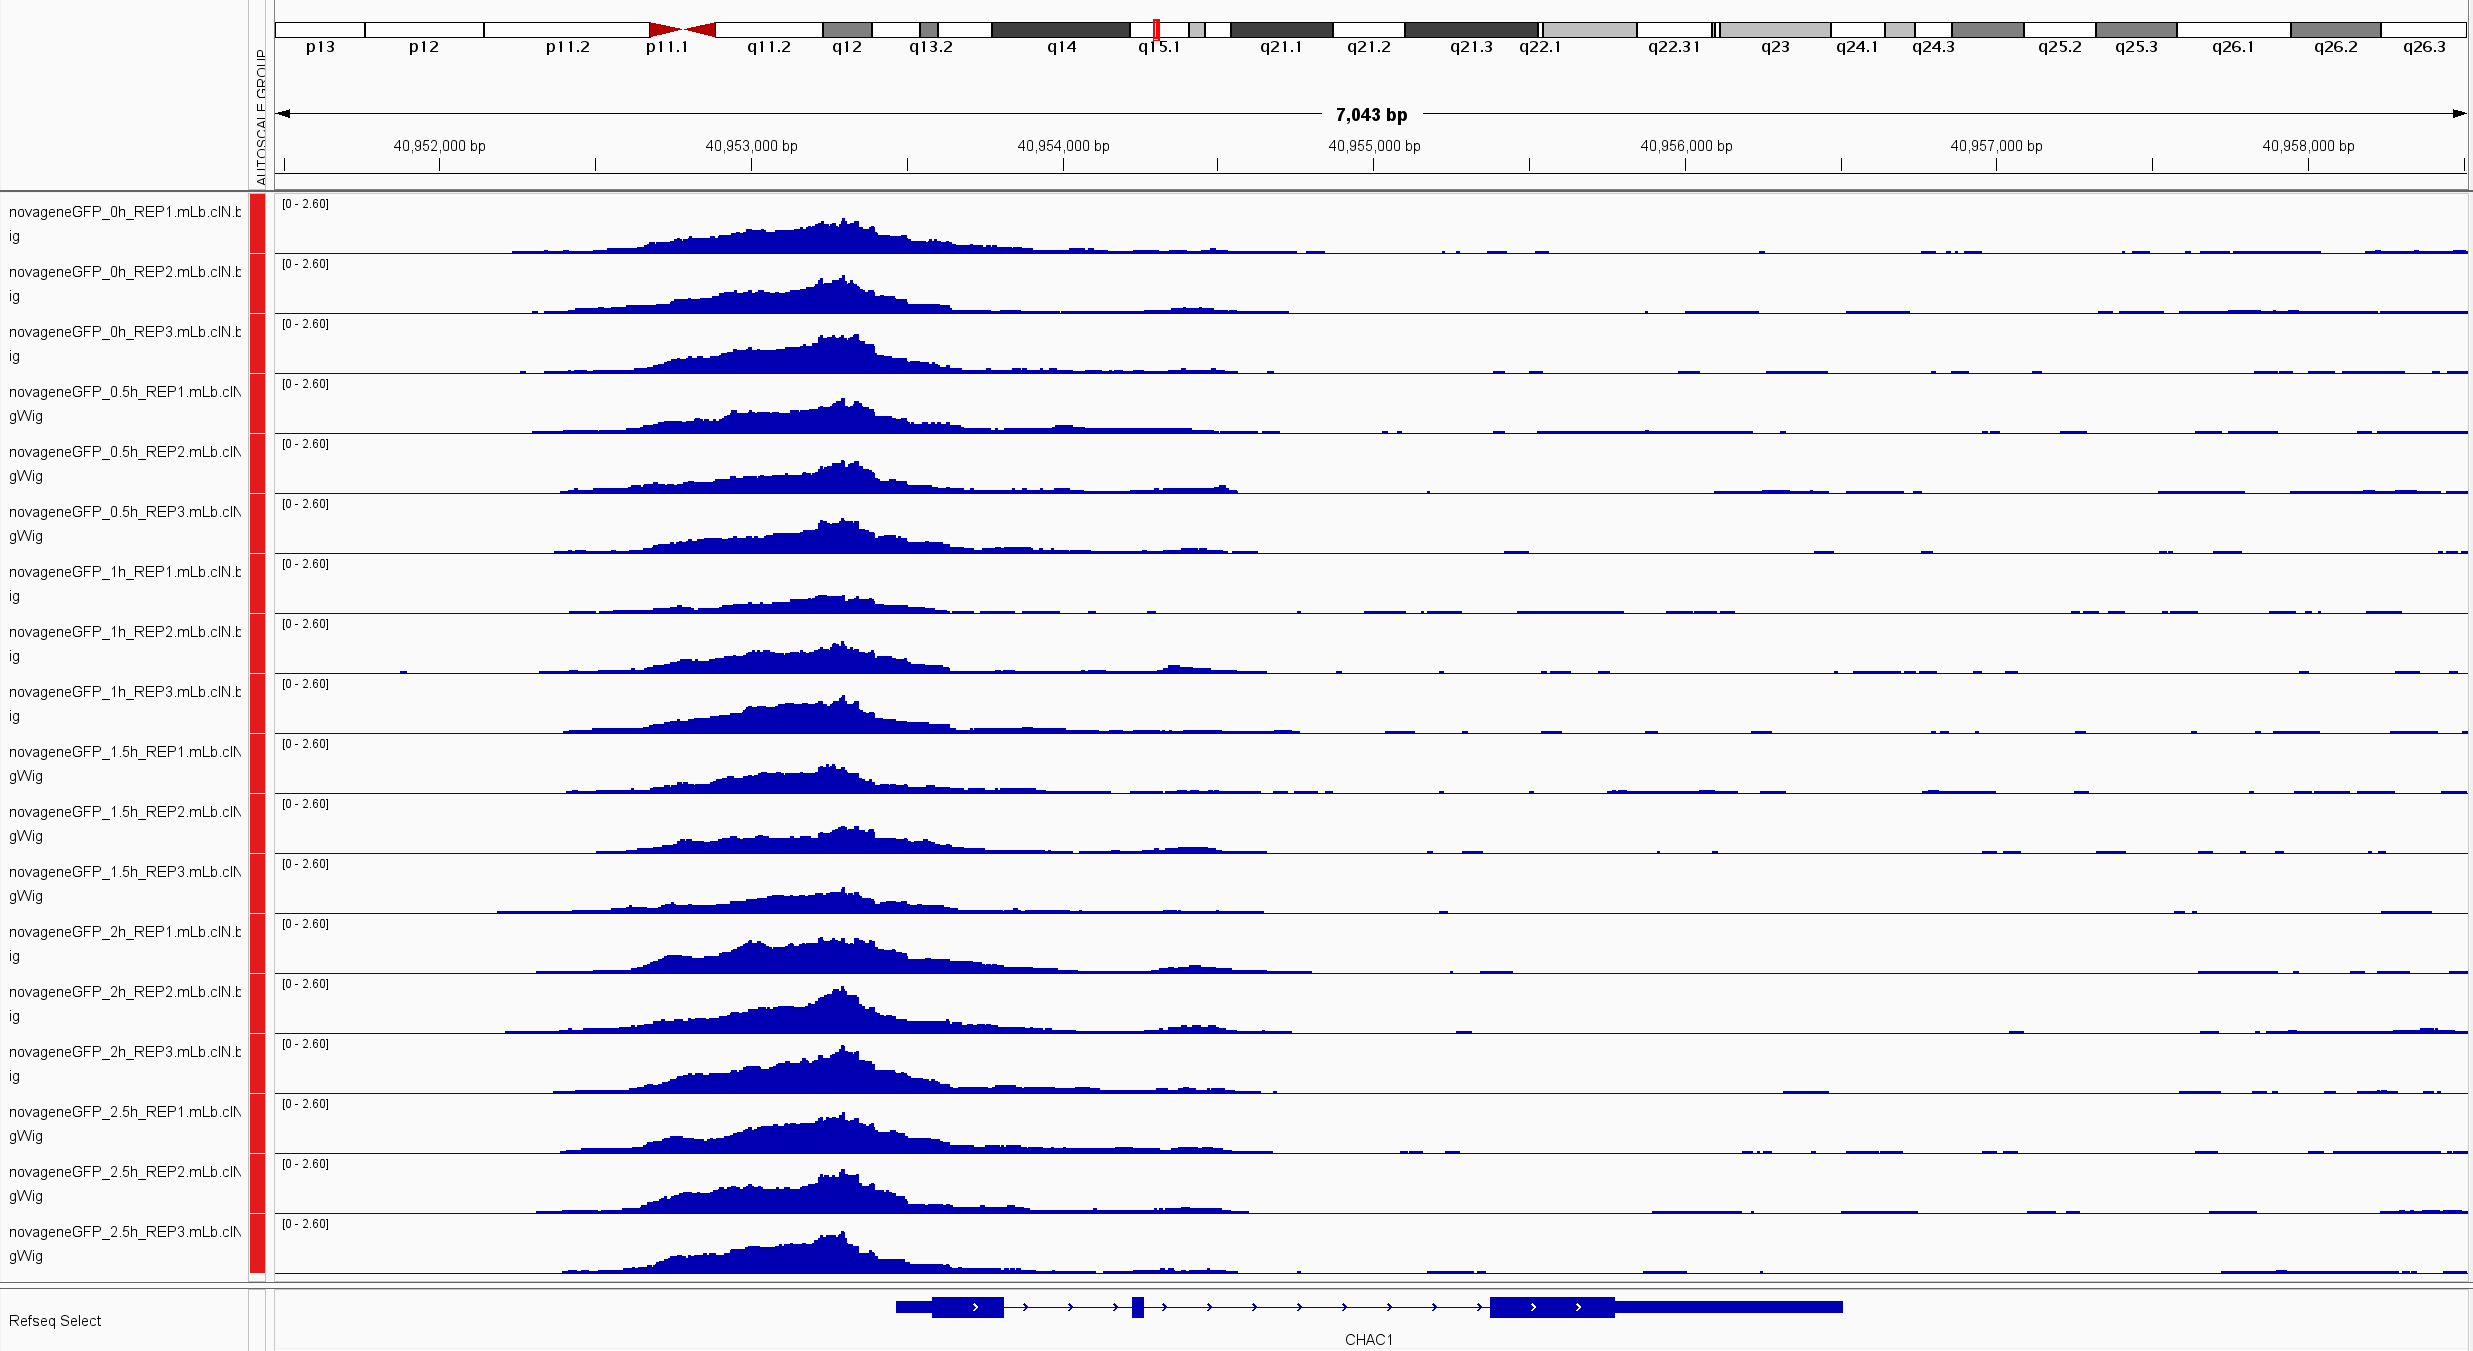 p13 p12 p11.2 p11.1 q11.2 q12 q13.2 q14 q15.1 q21.1 q21.2 q21.3 q22.1 q22.31 q23 q24.1 q24.3 q25.2 q25.3 q26.1 q26.2 q26.3
AUTOSCALE GROUP
7,043 bp
40,952,000 bp 40,953,000 bp 40,954,000 bp 40,955,000 bp 40,956,000 bp 40,957,000 bp 40,958,000 bp
[0 - 2.60]
novageneGFP_0h_REP1.mLb.clN.b
ig
[0 - 2.60]
novageneGFP_0h_REP2.mLb.clN.b
ig
[0 - 2.60]
novageneGFP_0h_REP3.mLb.clN.b
ig
[0 - 2.60]
novageneGFP_0.5h_REP1.mLb.clN
gWig
[0 - 2.60]
novageneGFP_0.5h_REP2.mLb.clN
gWig
[0 - 2.60]
novageneGFP_0.5h_REP3.mLb.clN
gWig
[0 - 2.60]
novageneGFP_1h_REP1.mLb.clN.b
ig
[0 - 2.60]
novageneGFP_1h_REP2.mLb.clN.b
ig
[0 - 2.60]
novageneGFP_1h_REP3.mLb.clN.b
ig
[0 - 2.60]
novageneGFP_1.5h_REP1.mLb.clN
gWig
[0 - 2.60]
novageneGFP_1.5h_REP2.mLb.clN
gWig
[0 - 2.60]
novageneGFP_1.5h_REP3.mLb.clN
gWig
[0 - 2.60]
novageneGFP_2h_REP1.mLb.clN.b
ig
[0 - 2.60]
novageneGFP_2h_REP2.mLb.clN.b
ig
[0 - 2.60]
novageneGFP_2h_REP3.mLb.clN.b
ig
[0 - 2.60]
novageneGFP_2.5h_REP1.mLb.clN
gWig
[0 - 2.60]
novageneGFP_2.5h_REP2.mLb.clN
gWig
[0 - 2.60]
novageneGFP_2.5h_REP3.mLb.clN
gWig
Refseq Select
CHAC1